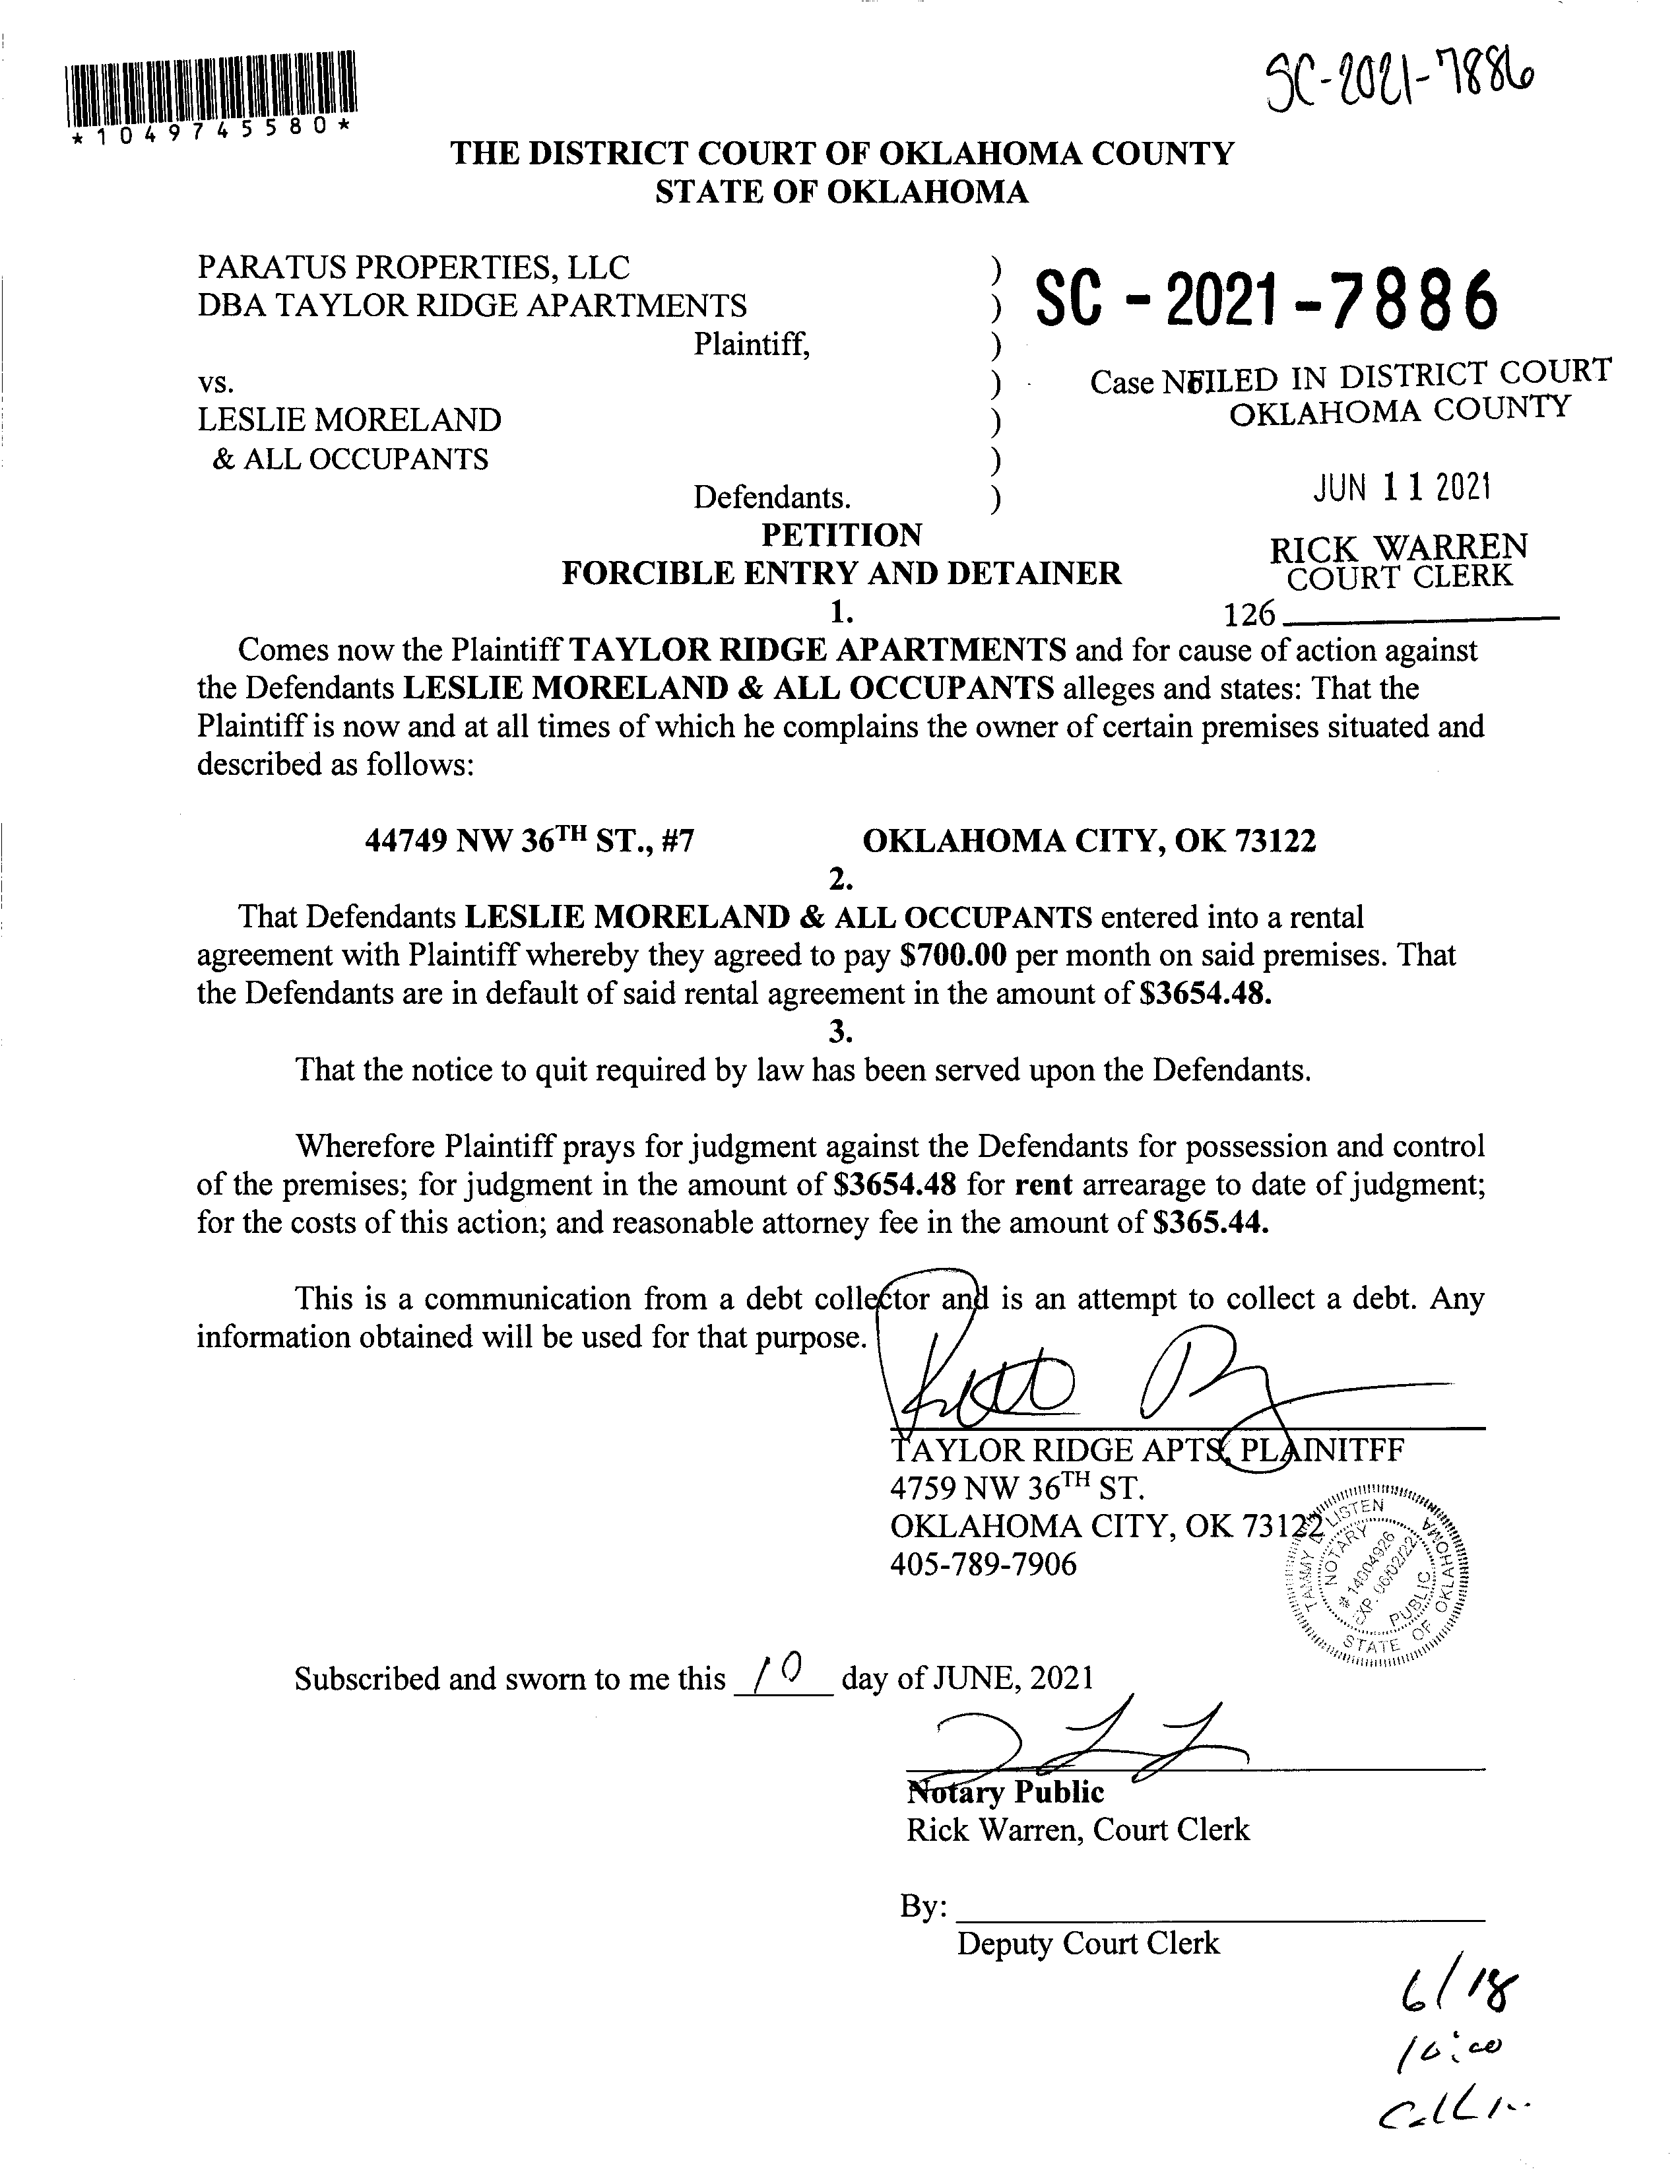 SC-2021-7886
*1049745580*
THE DISTRICT COURT OF OKLAHOMA COUNTY
STATE OF OKLAHOMA
PARATUS PROPERTIES, LLC )
DBA TAYLOR RIDGE APARTMENTS )
Plaintiff, )
SC - 2021 - 7886
vs. )
Case No FILED IN DISTRICT COURT
OKLAHOMA COUNTY
LESLIE MORELAND )
& ALL OCCUPANTS )
Defendants. )
JUN 11 2021
PETITION
FORCIBLE ENTRY AND DETAINER
RICK WARREN
COURT CLERK
1.
126
Comes now the Plaintiff TAYLOR RIDGE APARTMENTS and for cause of action against
the Defendants LESLIE MORELAND & ALL OCCUPANTS alleges and states: That the
Plaintiff is now and at all times of which he complains the owner of certain premises situated and
described as follows:
44749 NW 36TH ST., #7 OKLAHOMA CITY, OK 73122
2.
That Defendants LESLIE MORELAND & ALL OCCUPANTS entered into a rental
agreement with Plaintiff whereby they agreed to pay $700.00 per month on said premises. That
the Defendants are in default of said rental agreement in the amount of $3654.48.
3.
That the notice to quit required by law has been served upon the Defendants.
Wherefore Plaintiff prays for judgment against the Defendants for possession and control
of the premises; for judgment in the amount of $3654.48 for rent arrearage to date of judgment;
for the costs of this action; and reasonable attorney fee in the amount of $365.44.
This is a communication from a debt collector and is an attempt to collect a debt. Any
information obtained will be used for that purpose.
TAYLOR RIDGE APTS, PLAINITFF
4759 NW 36TH ST.
OKLAHOMA CITY, OK 73122
405-789-7906
TAMMY LISTEN
NOTARY
# 14004926
EXP. 06/02/22
PUBLIC
STATE OF OKLAHOMA
Subscribed and sworn to me this 10 day of JUNE, 2021
Notary Public
Rick Warren, Court Clerk
By:
Deputy Court Clerk
6/18